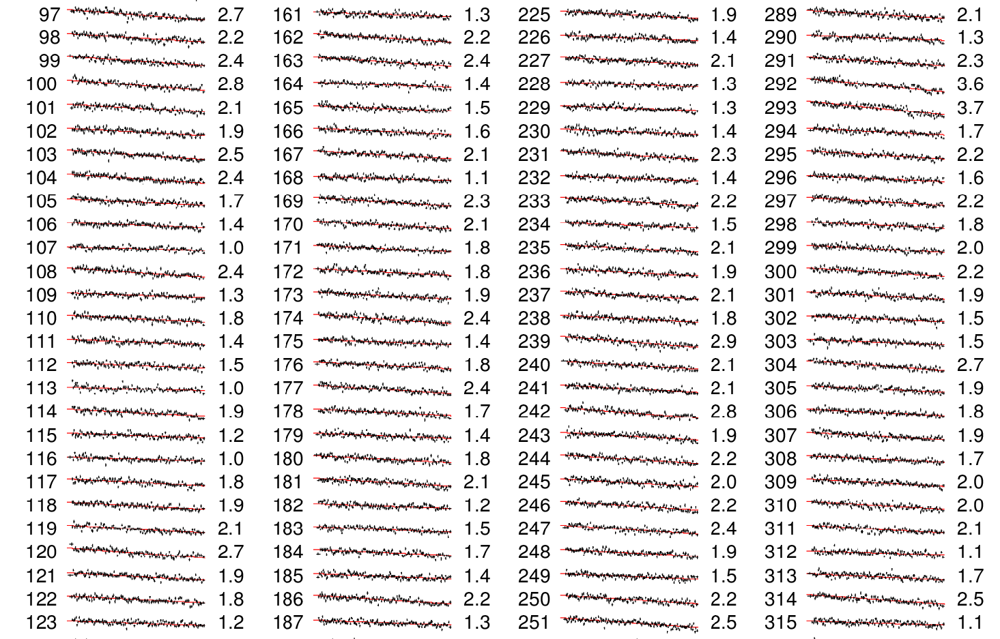 97 2.7 161 1.3 225 1.9 289 2.1
98 2.2 162 2.2 226 1.4 290 1.3
99 2.4 163 2.4 227 2.1 291 2.3
100 2.8 164 1.4 228 1.3 292 3.6
101 2.1 165 1.5 229 1.3 293 3.7
102 1.9 166 1.6 230 1.4 294 1.7
103 2.5 167 2.1 231 2.3 295 2.2
104 2.4 168 1.1 232 1.4 296 1.6
105 1.7 169 2.3 233 2.2 297 2.2
106 1.4 170 2.1 234 1.5 298 1.8
107 1.0 171 1.8 235 2.1 299 2.0
108 2.4 172 1.8 236 1.9 300 2.2
109 1.3 173 1.9 237 2.1 301 1.9
110 1.8 174 2.4 238 1.8 302 1.5
111 1.4 175 1.4 239 2.9 303 1.5
112 1.5 176 1.8 240 2.1 304 2.7
113 1.0 177 2.4 241 2.1 305 1.9
114 1.9 178 1.7 242 2.8 306 1.8
115 1.2 179 1.4 243 1.9 307 1.9
116 1.0 180 1.8 244 2.2 308 1.7
117 1.8 181 2.1 245 2.0 309 2.0
118 1.9 182 1.2 246 2.2 310 2.0
119 2.1 183 1.5 247 2.4 311 2.1
120 2.7 184 1.7 248 1.9 312 1.1
121 1.9 185 1.4 249 1.5 313 1.7
122 1.8 186 2.2 250 2.2 314 2.5
123 1.2 187 1.3 251 2.5 315 1.1